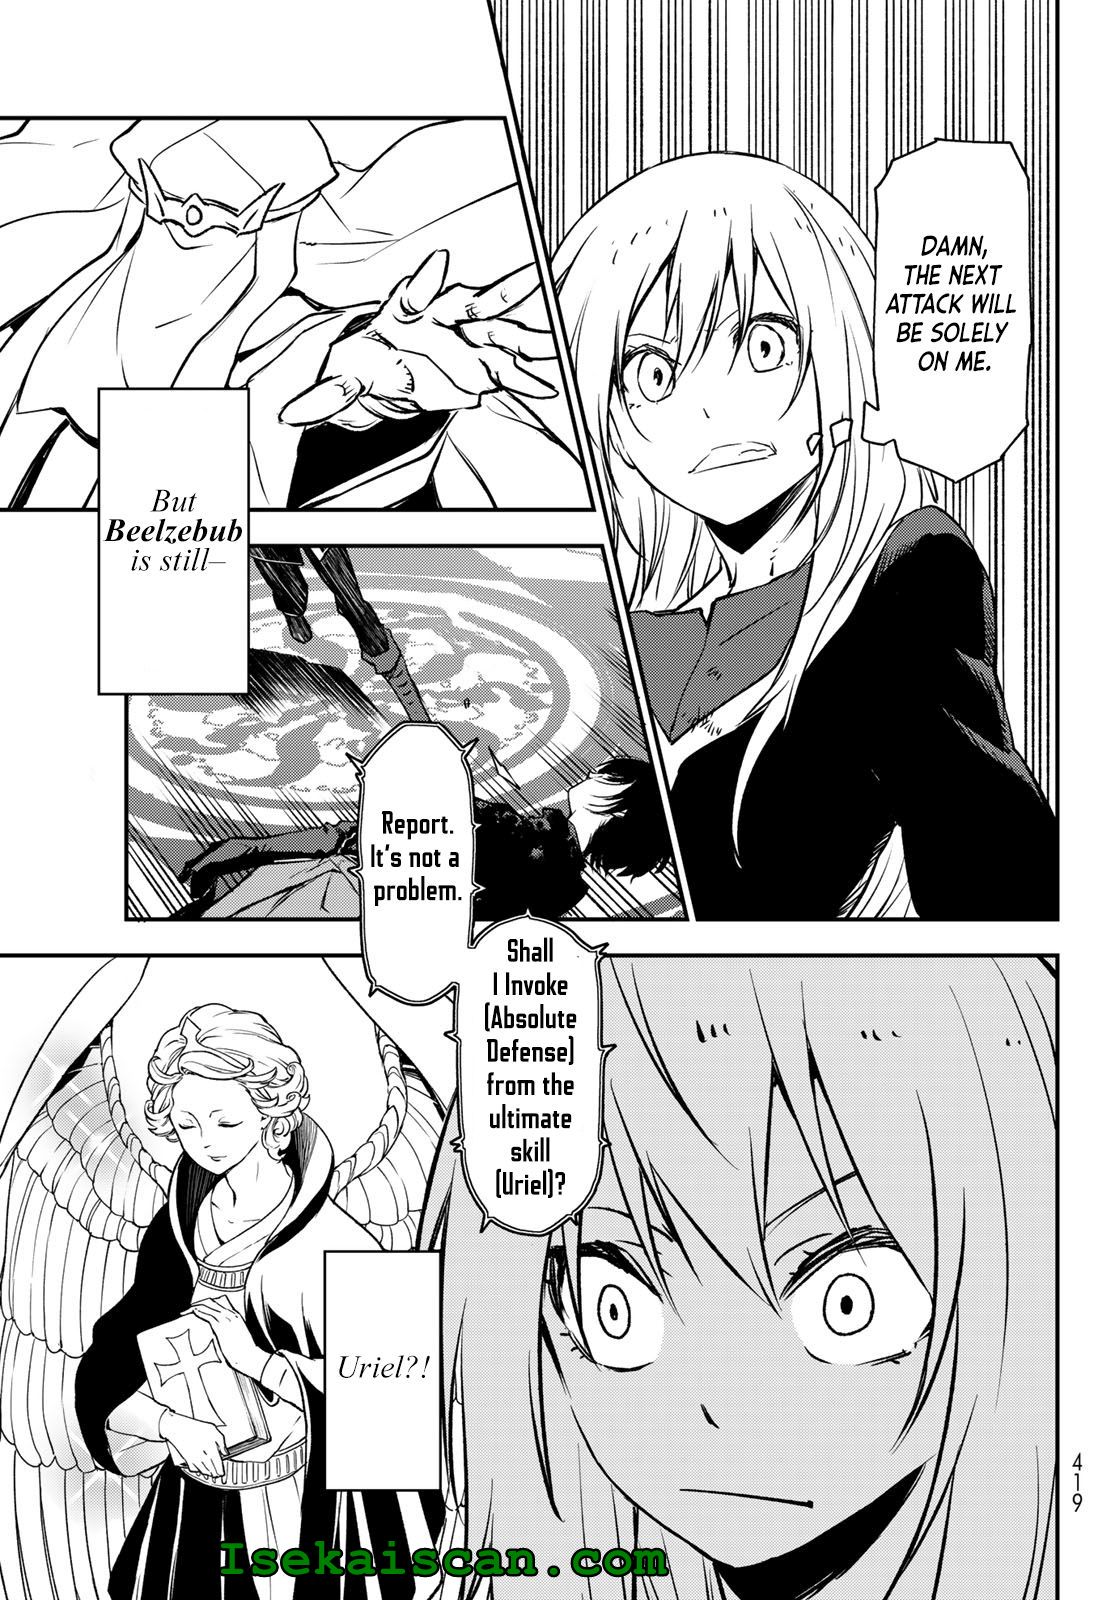 DAMN,
THE NEXT
ATTACK WILL
BE SOLELY
ON ME.
But
Beelzebub
is still–
Report.
It's not a
problem.
Shall
I Invoke
(Absolute
Defense)
from the
ultimate
skill
(Uriel)?
Uriel?!
419
Isekaiscan.com